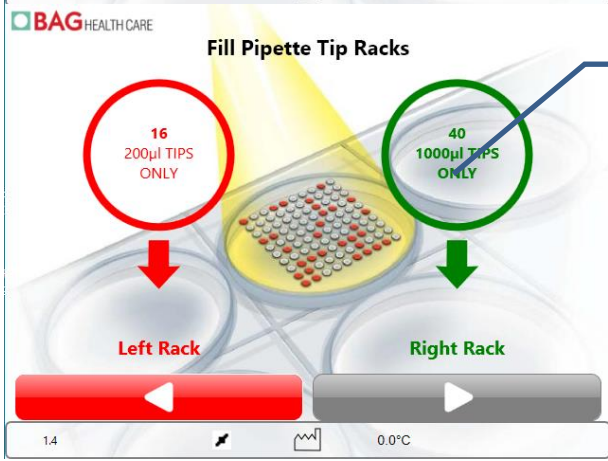 BAG HEALTH CARE
Fill Pipette Tip Racks
16
200µl TIPS
ONLY
40
1000µl TIPS
ONLY
Left Rack
Right Rack
1.4
0.0°C